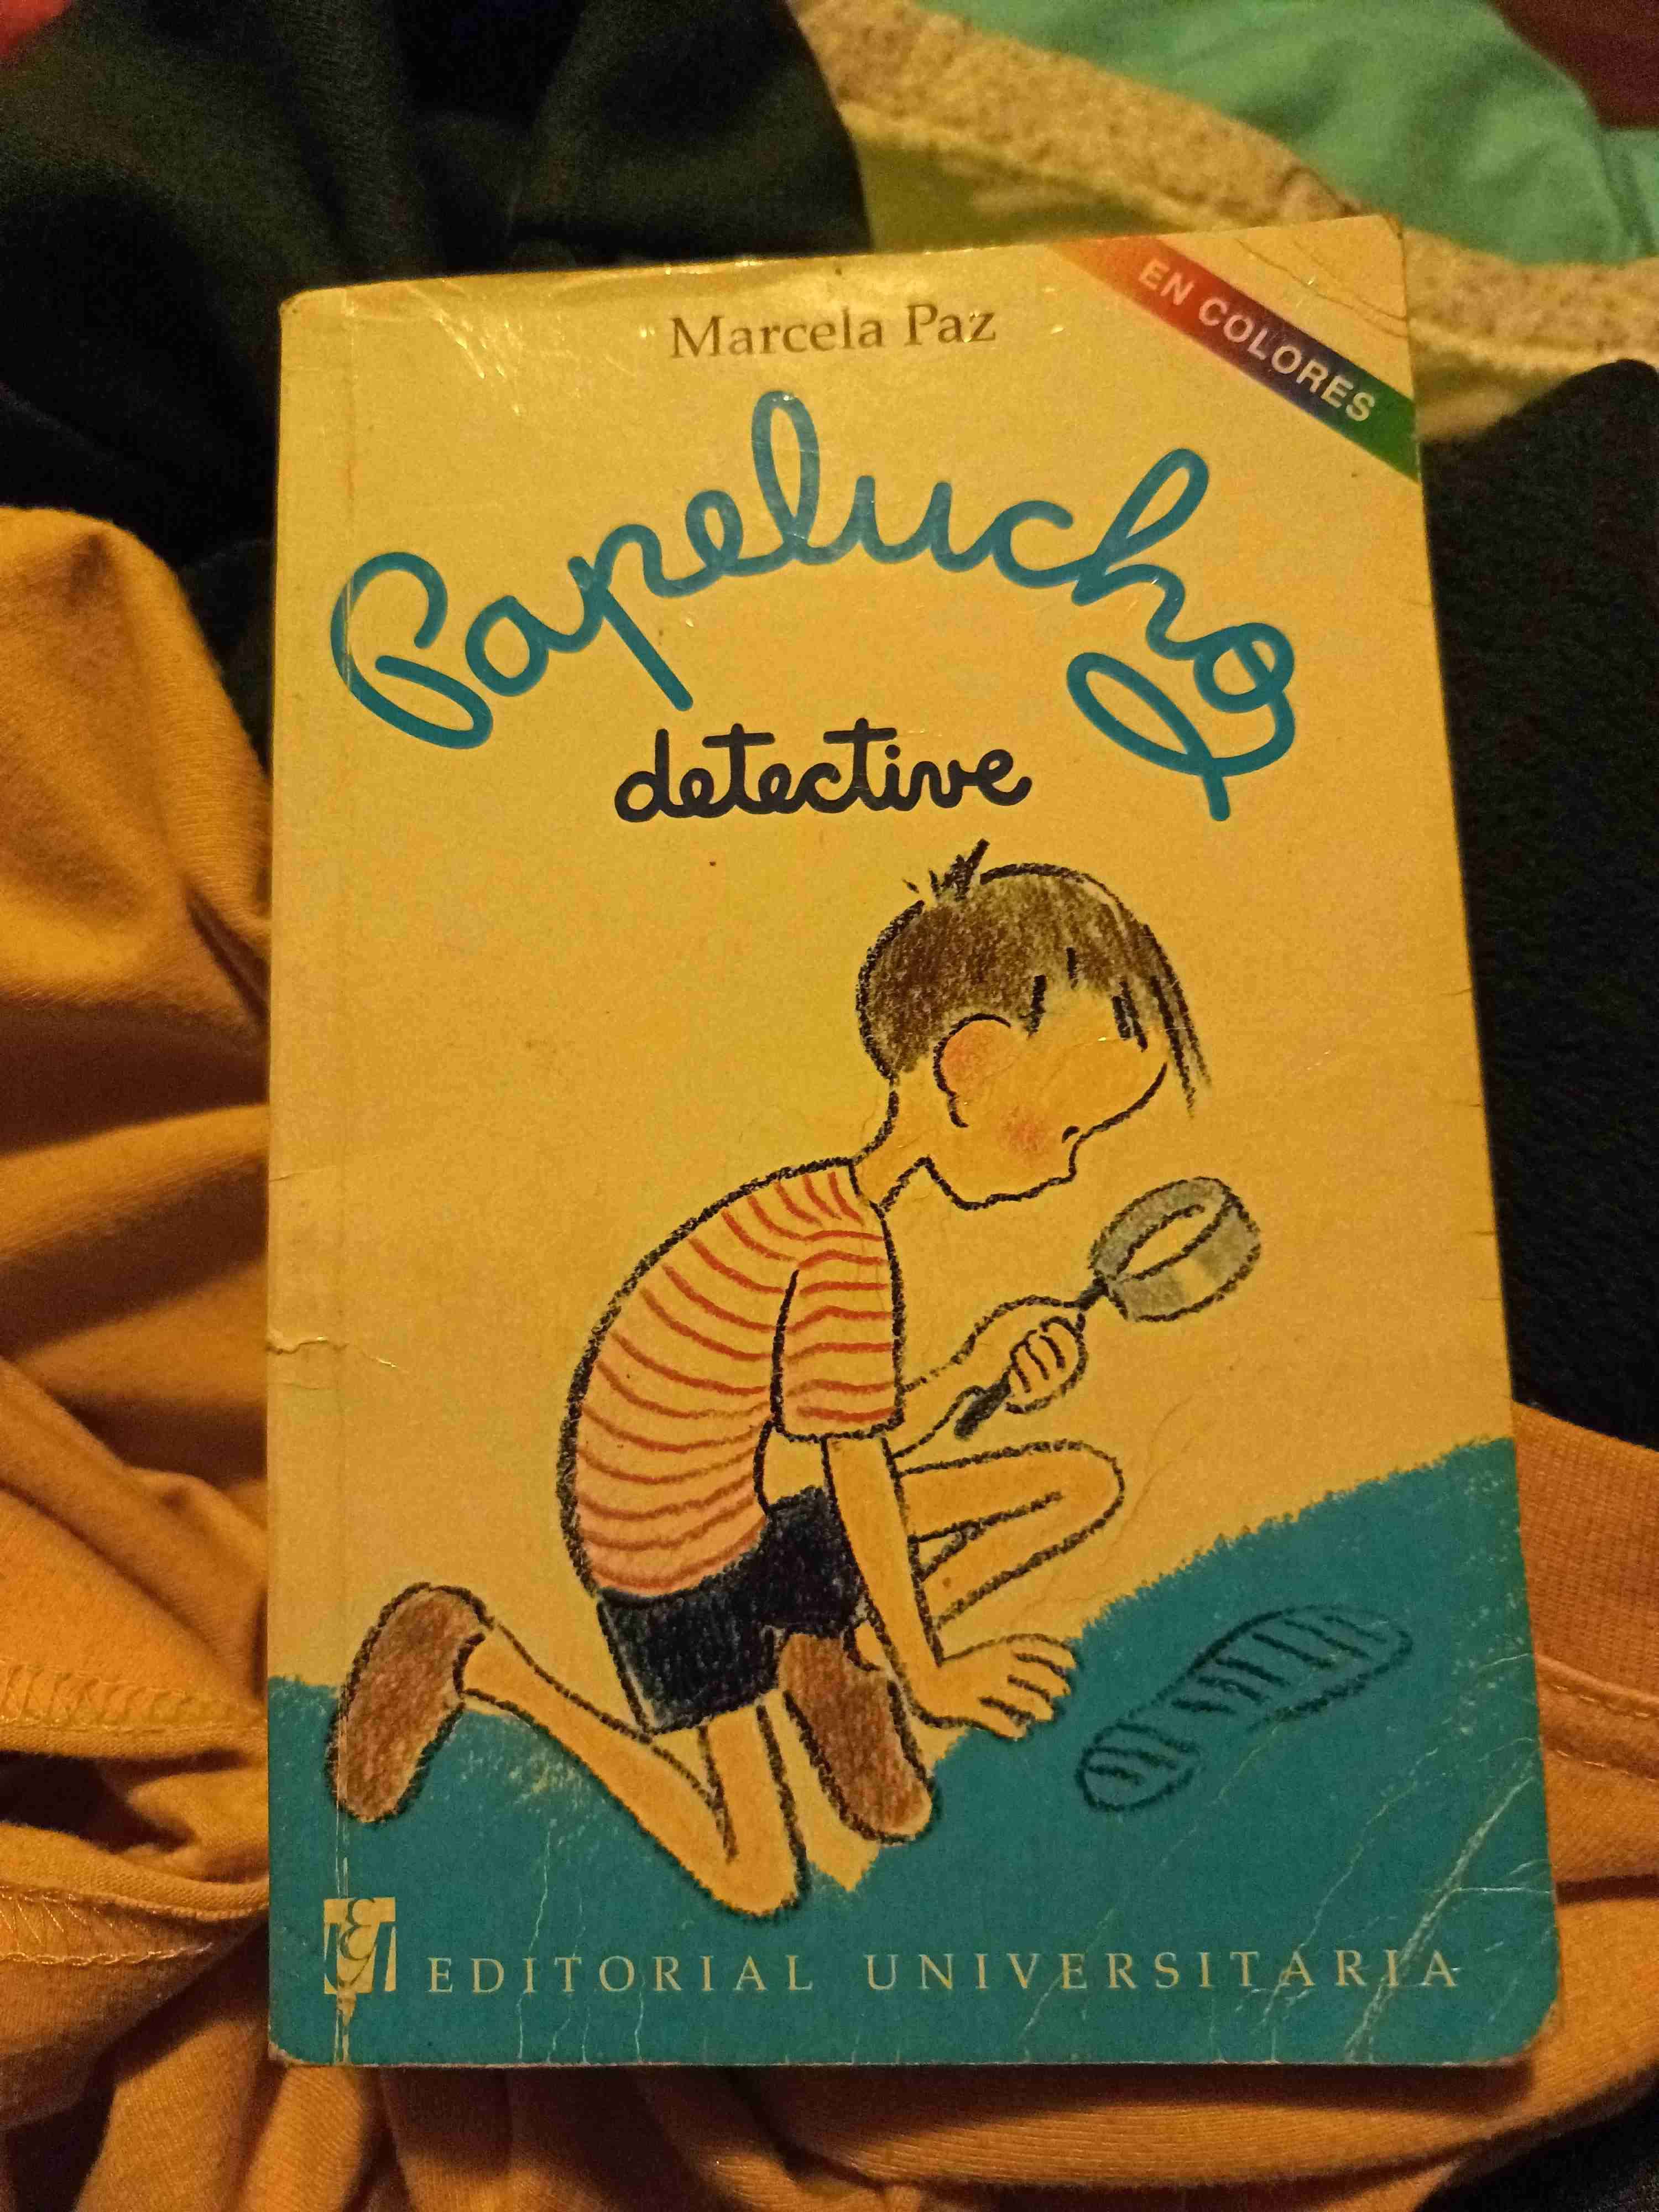 Marcela Paz
EN COLORES
Papelucho
detective
EDITORIAL UNIVERSITARIA